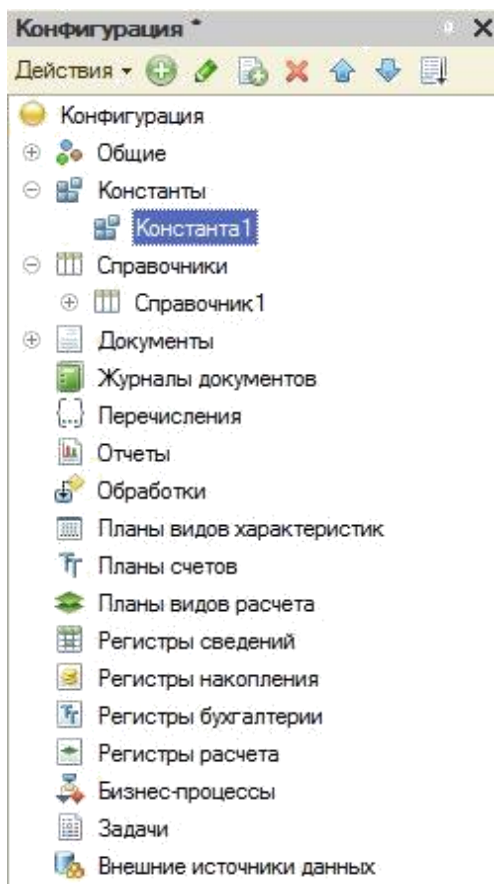 Конфигурация *
Действия
Конфигурация
Общие
Константы
Константа1
Справочники
Справочник1
Документы
Журналы документов
Перечисления
Отчеты
Обработки
Планы видов характеристик
Планы счетов
Планы видов расчета
Регистры сведений
Регистры накопления
Регистры бухгалтерии
Регистры расчета
Бизнес-процессы
Задачи
Внешние источники данных